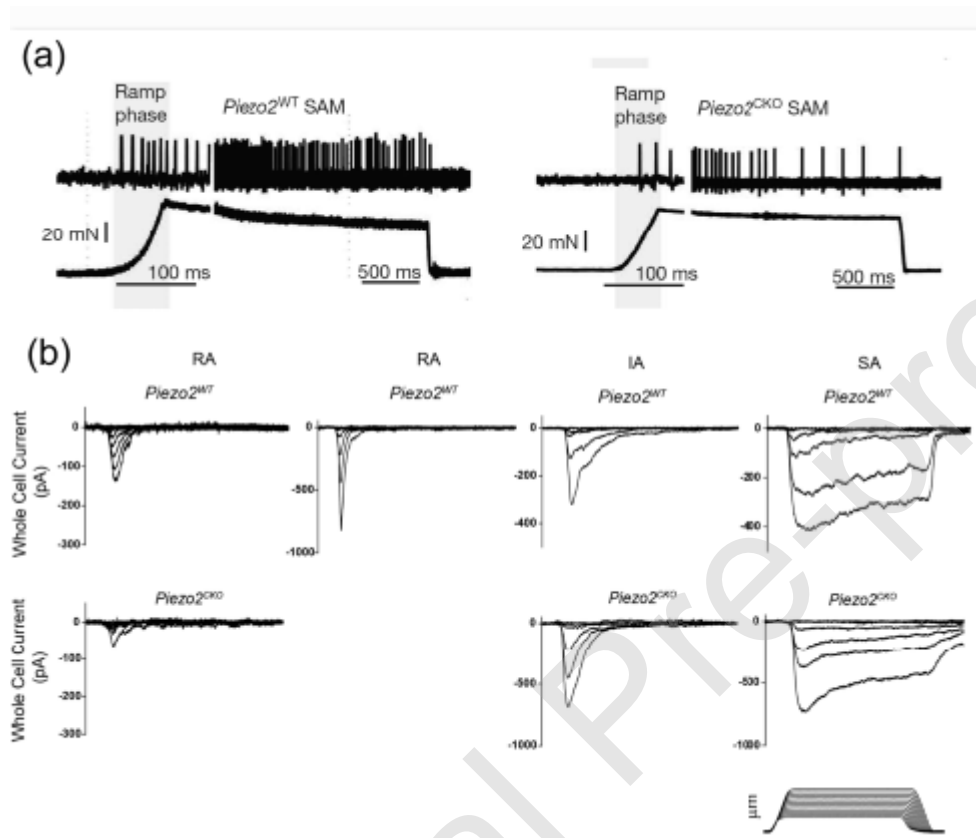 (a)
Ramp phase
Piezo2WT SAM
20 mN
100 ms
500 ms
Ramp phase
Piezo2CKO SAM
20 mN
100 ms
500 ms
(b)
RA
RA
IA
SA
Piezo2WT
Piezo2WT
Piezo2WT
Piezo2WT
Whole Cell Current
(pA)
0
-100
-200
-300
0
-500
-1000
0
-200
-400
0
-200
-400
Piezo2CKO
Piezo2CKO
Piezo2CKO
Whole Cell Current
(pA)
0
-100
-200
-300
0
-500
-1000
0
-500
-1000
μm
al Pre-pro